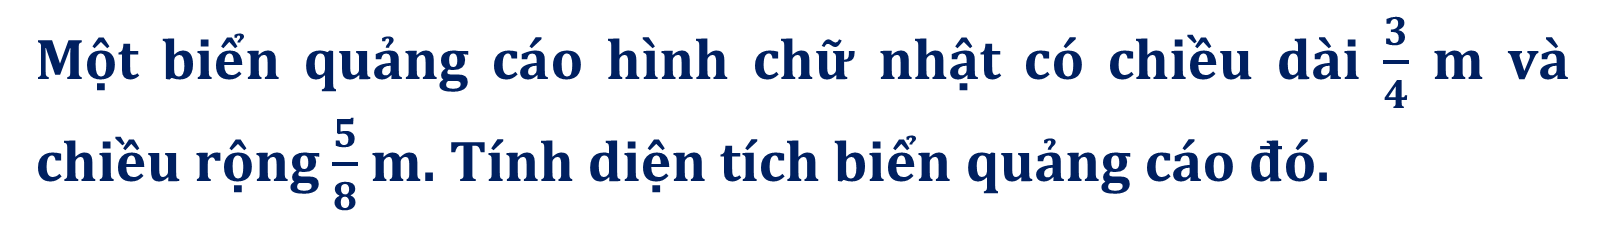 Một biển quảng cáo hình chữ nhật có chiều dài 3/4 m và
chiều rộng 5/8 m. Tính diện tích biển quảng cáo đó.